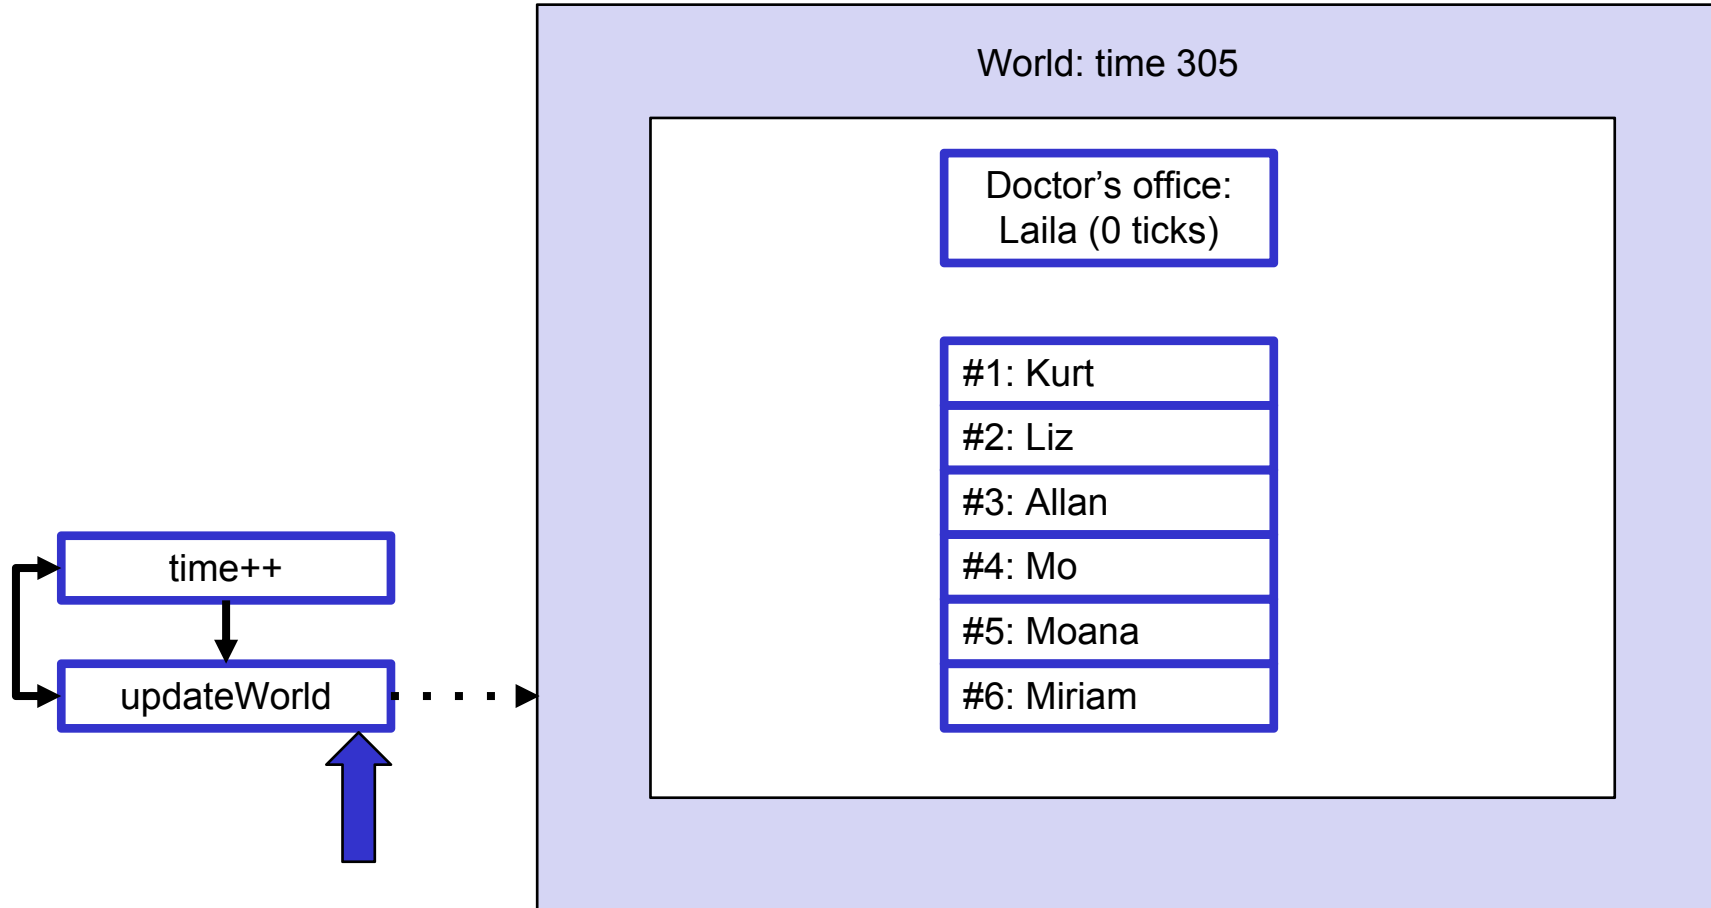 World: time 305
Doctor’s office:
Laila (0 ticks)
#1: Kurt
#2: Liz
#3: Allan
#4: Mo
#5: Moana
#6: Miriam
time++
updateWorld